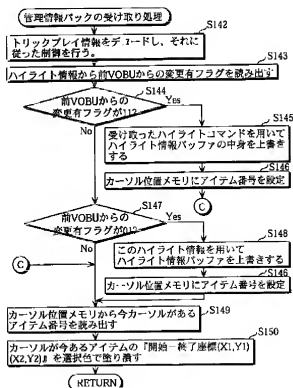 管理情報パックの受け取り処理
S142
トリックプレイ情報をデコードし、それに
従った制御を行う。
S143
ハイライト情報から前VOBUからの変更有フラグを読み出す
S144
前VOBUからの
変更有フラグが1?
Yes
No
S145
受け取ったハイライトコマンドを用いて
ハイライト情報バッファの中身を上書き
する
S146
カーソル位置メモリにアイテム番号を設定
C
S147
前VOBUからの
変更有フラグが0?
Yes
No
S148
このハイライト情報を用いて
ハイライト情報バッファを上書きする
S146
カーソル位置メモリにアイテム番号を設定
C
S149
カーソル位置メモリから今カーソルがある
アイテム番号を読み出す
S150
カーソルが今あるアイテムの『開始−終了座標(X1,Y1)
(X2,Y2)』を選択色で塗り潰す
RETURN